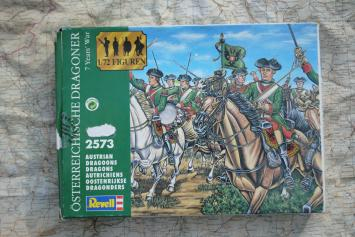 ÖSTERREICHISCHE DRAGONER
7 Years' War
1/72 FIGUREN
2573
AUSTRIAN
DRAGOONS
DRAGONS
AUTRICHIENS
OOSTENRIJKSE
DRAGONDERS
Revell